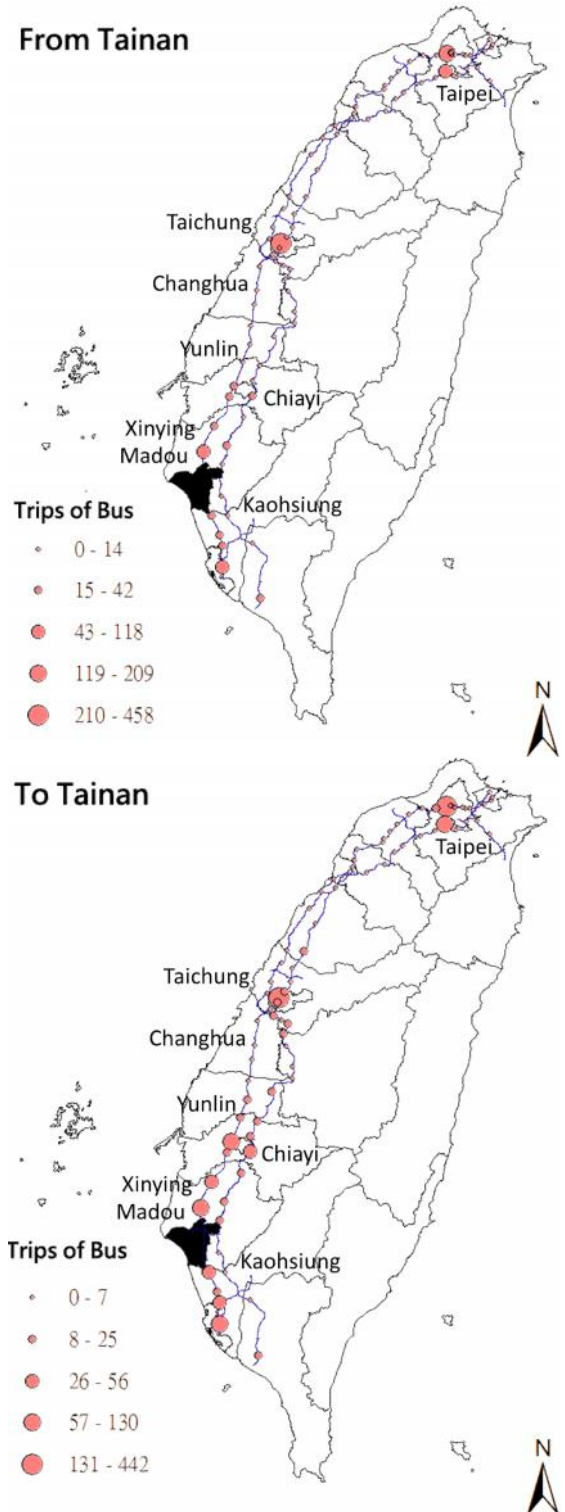 From Tainan
Taipei
Taichung
Changhua
Yunlin
Chiayi
Xinying
Madou
Kaohsiung
Trips of Bus
0 - 14
15 - 42
43 - 118
119 - 209
210 - 458
N
To Tainan
Taipei
Taichung
Changhua
Yunlin
Chiayi
Xinying
Madou
Kaohsiung
Trips of Bus
0 - 7
8 - 25
26 - 56
57 - 130
131 - 442
N